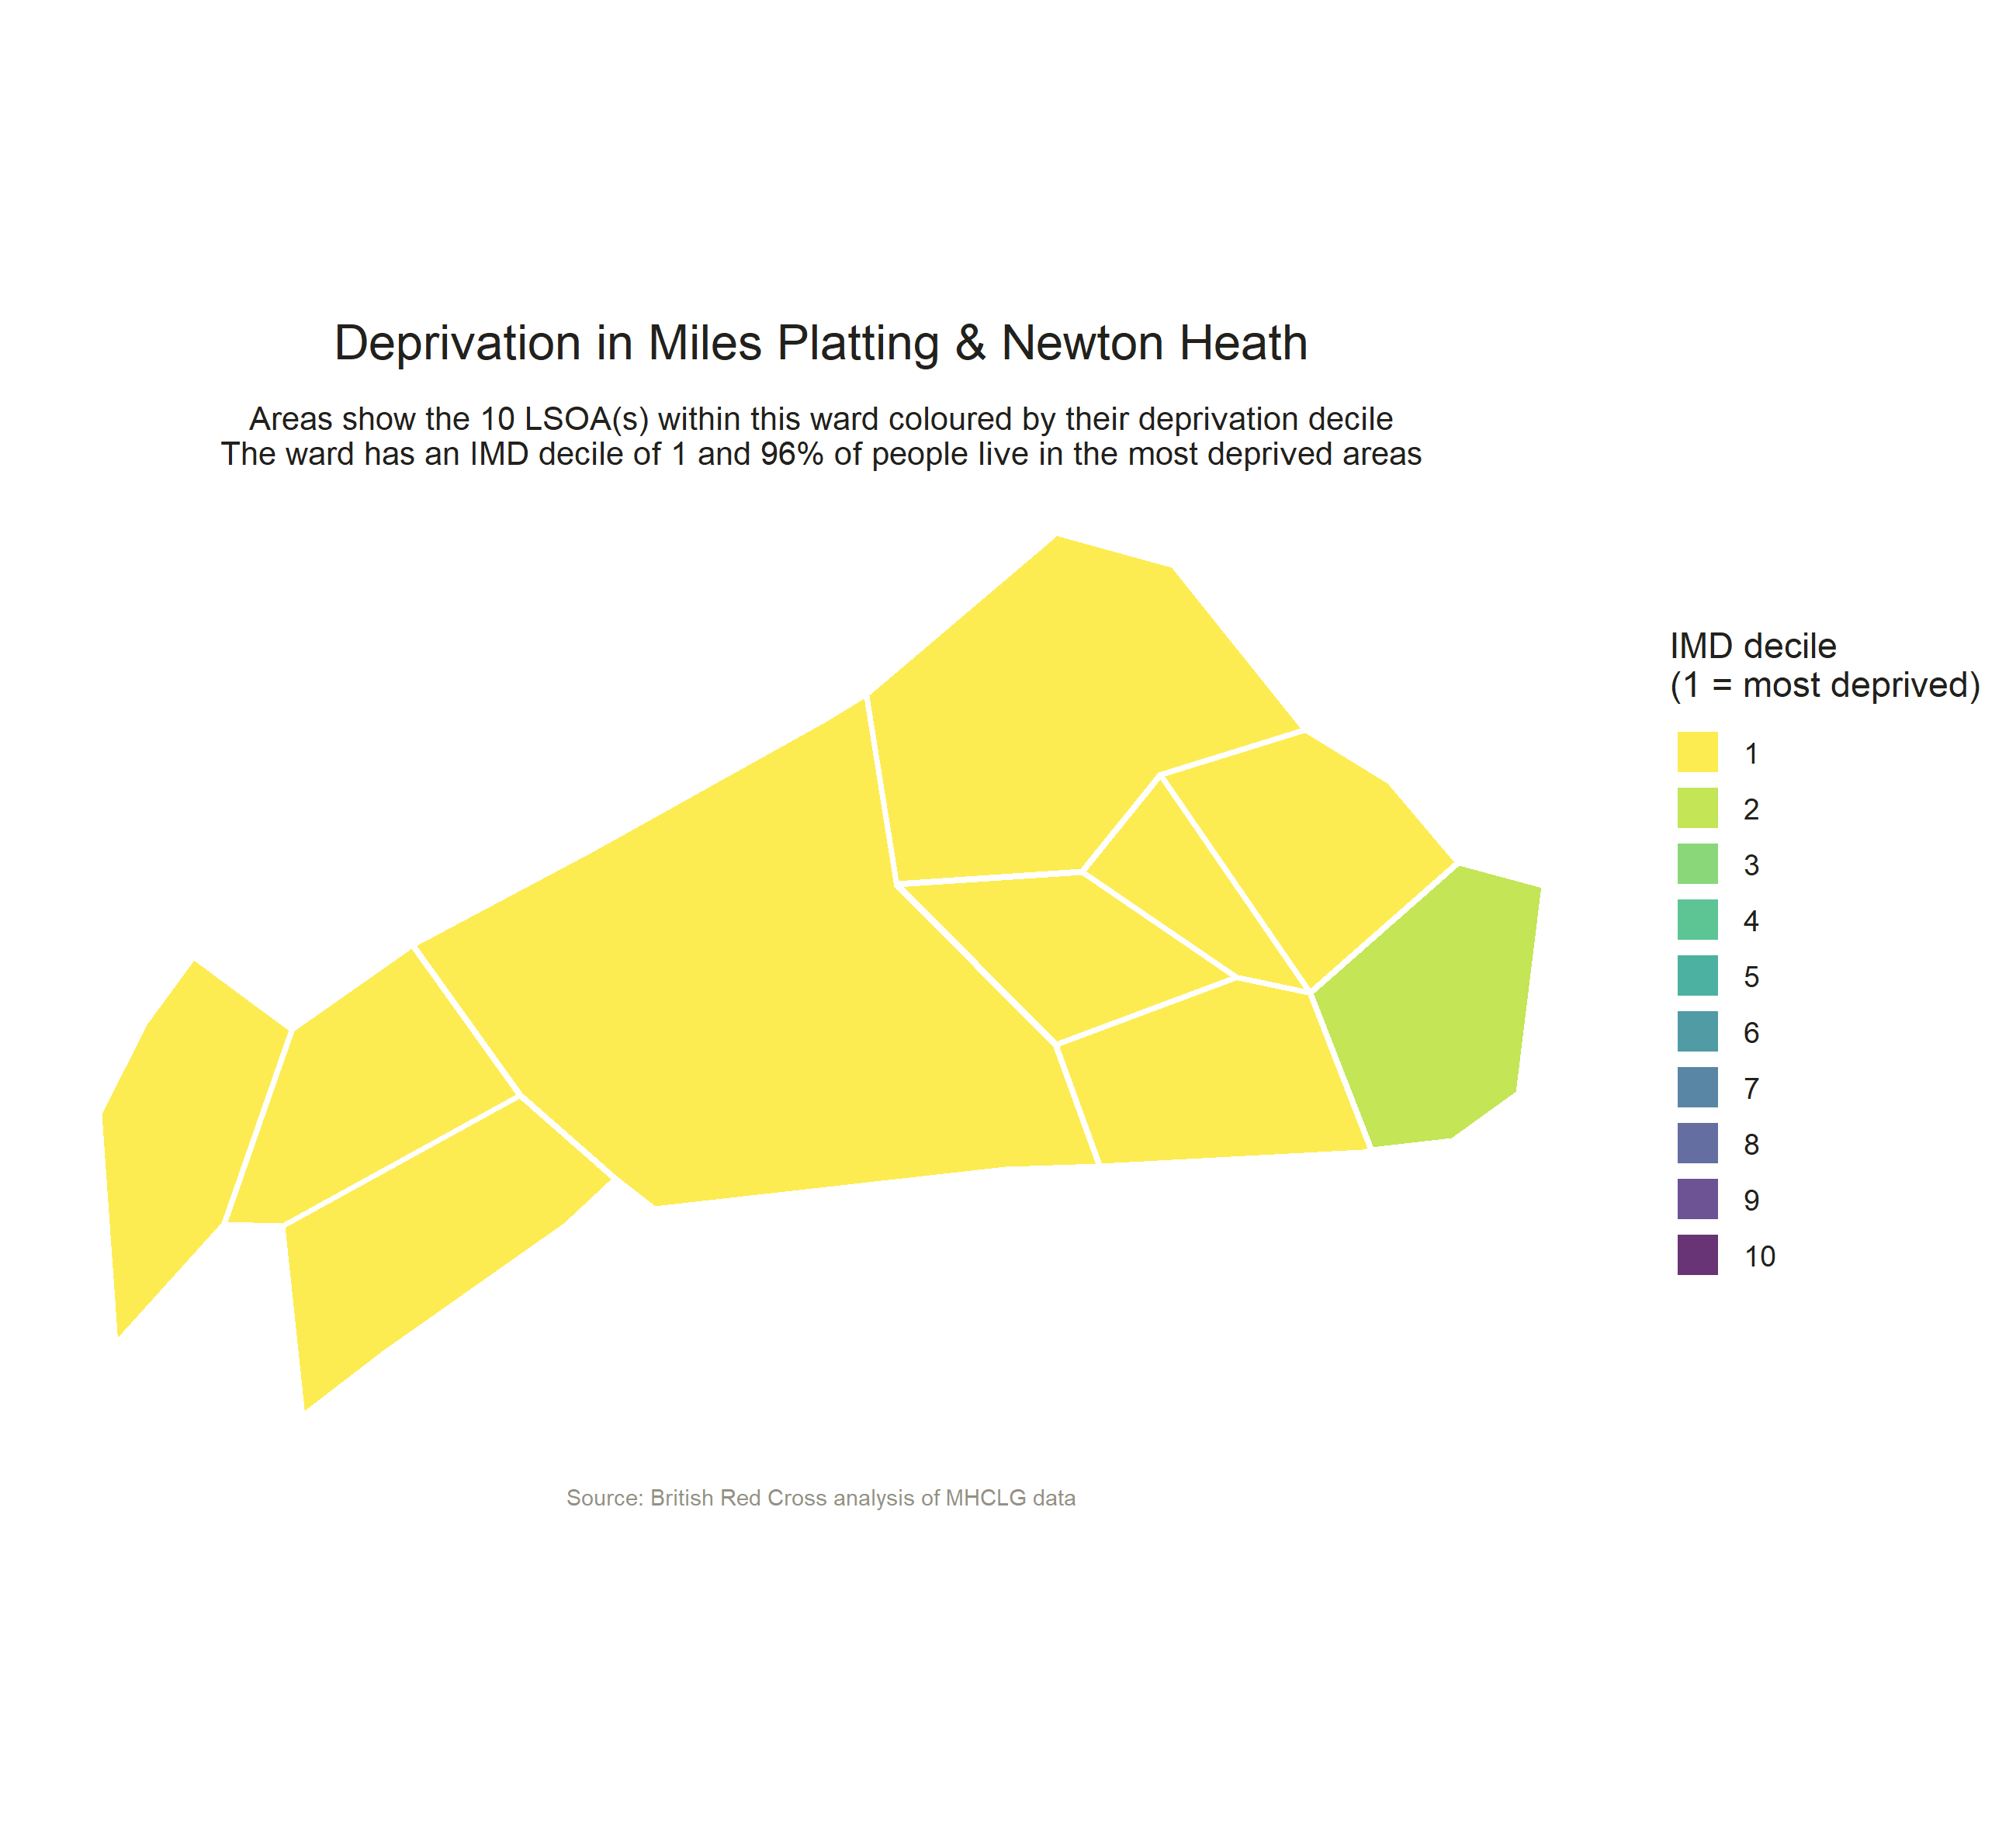 Deprivation in Miles Platting & Newton Heath
Areas show the 10 LSOA(s) within this ward coloured by their deprivation decile
The ward has an IMD decile of 1 and 96% of people live in the most deprived areas
IMD decile
(1 = most deprived)
1
2
3
4
5
6
7
8
9
10
Source: British Red Cross analysis of MHCLG data